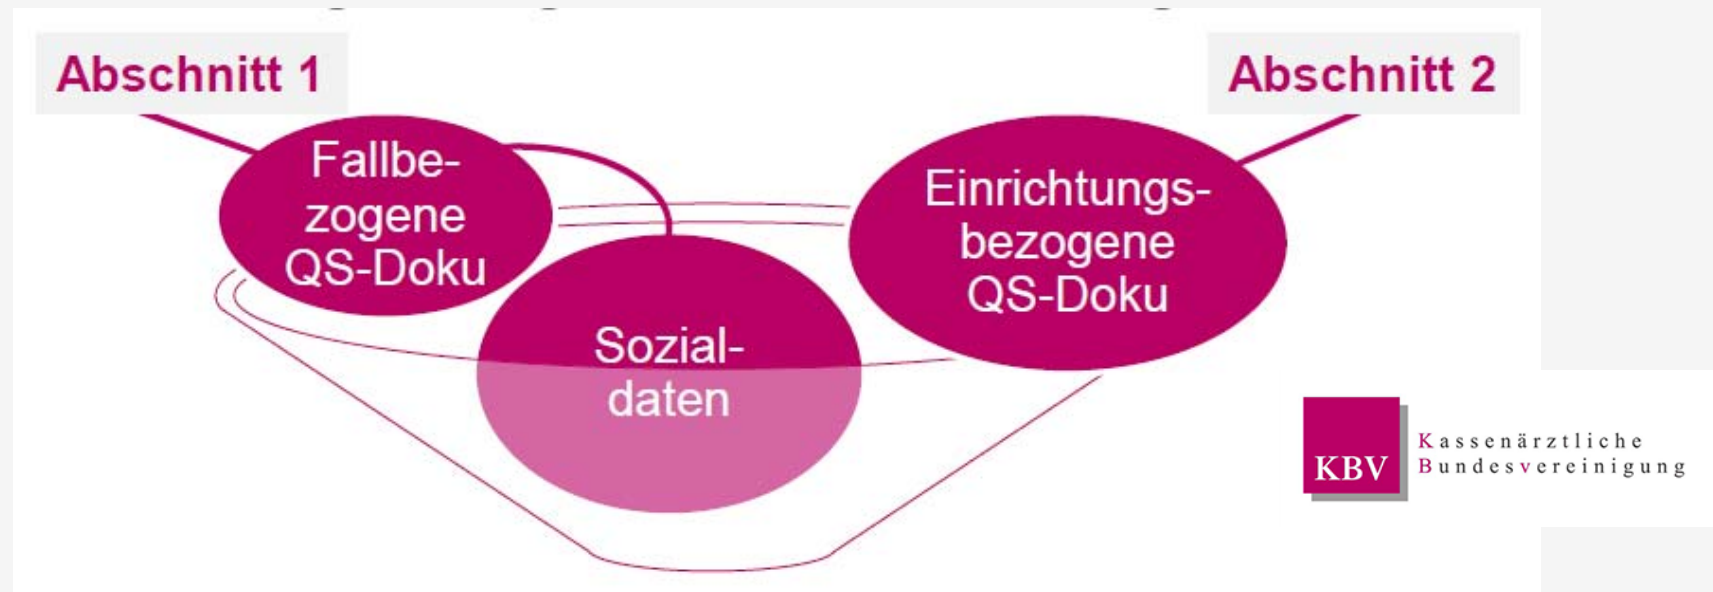 Abschnitt 1
Abschnitt 2
Fallbe-
zogene
QS-Doku
Einrichtungs-
bezogene
QS-Doku
Sozial-
daten
KBV
Kassenärztliche
Bundesvereinigung